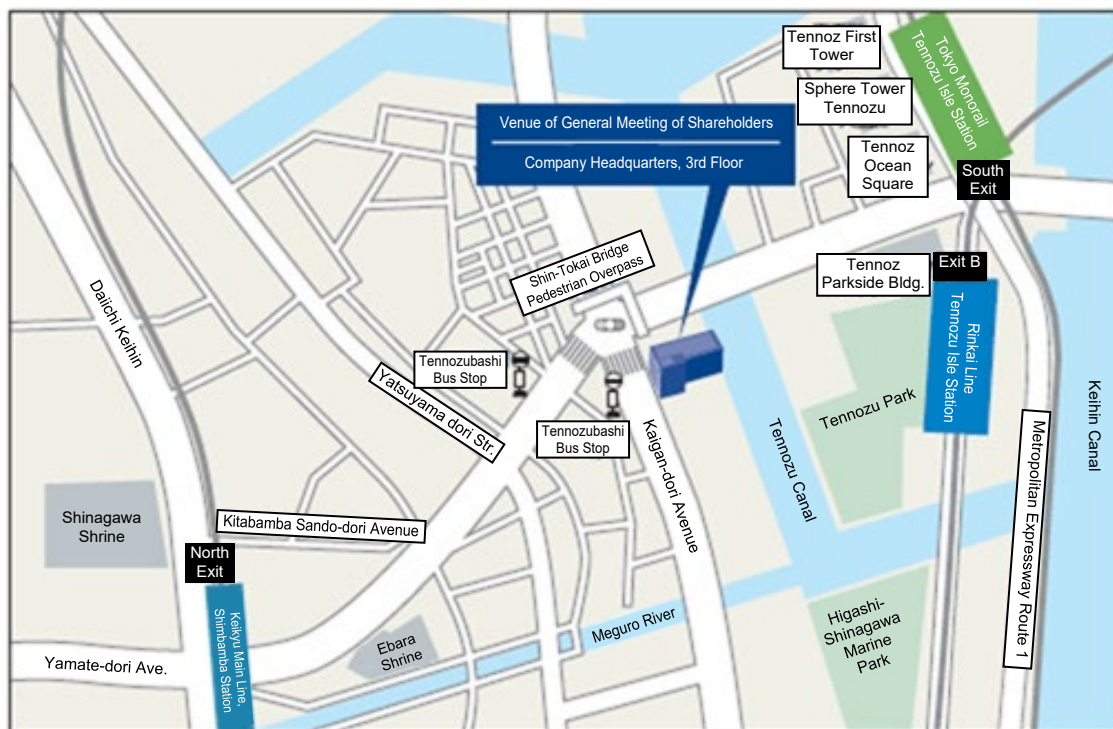 Tennoz First
Tower
Tokyo Monorail
Tennozu Isle Station
Sphere Tower
Tennozu
Venue of General Meeting of Shareholders
Company Headquarters, 3rd Floor
Tennoz
Ocean
Square
South
Exit
Shin-Tokai Bridge
Pedestrian Overpass
Tennoz
Parkside Bldg.
Exit B
Rinkai Line
Tennozu Isle Station
Daiichi Keihin
Tennozubashi
Bus Stop
Yatsuyama dori Str.
Tennozubashi
Bus Stop
Kaigan-dori Avenue
Tennozu Canal
Tennozu Park
Keihin Canal
Metropolitan Expressway Route 1
Shinagawa
Shrine
Kitabamba Sando-dori Avenue
North
Exit
Keikyu Main Line,
Shimbamba Station
Meguro River
Higashi-
Shinagawa
Marine
Park
Ebara
Shrine
Yamate-dori Ave.